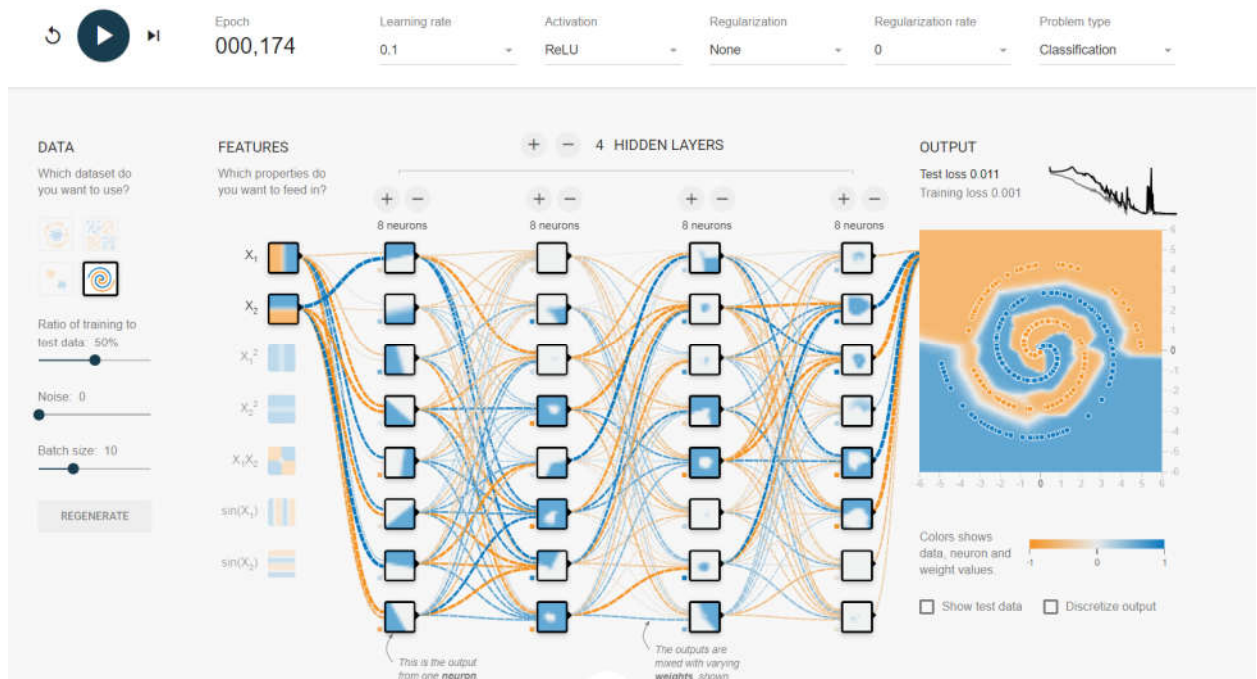 Epoch
000,174
Learning rate
0.1
Activation
ReLU
Regularization
None
Regularization rate
0
Problem type
Classification
DATA
Which dataset do
you want to use?
Ratio of training to
test data: 50%
Noise: 0
Batch size: 10
REGENERATE
FEATURES
Which properties do
you want to feed in?
X₁
X₂
X₁²
X₂²
X₁X₂
sin(X₁)
sin(X₂)
+ − 4 HIDDEN LAYERS
+ −
8 neurons
+ −
8 neurons
+ −
8 neurons
+ −
8 neurons
This is the output
from one neuron.
The outputs are
mixed with varying
weights, shown
OUTPUT
Test loss 0.011
Training loss 0.001
6
5
4
3
2
1
0
-1
-2
-3
-4
-5
-6
-6 -5 -4 -3 -2 -1 0 1 2 3 4 5 6
Colors shows
data, neuron and
weight values.
-1 0 1
Show test data
Discretize output